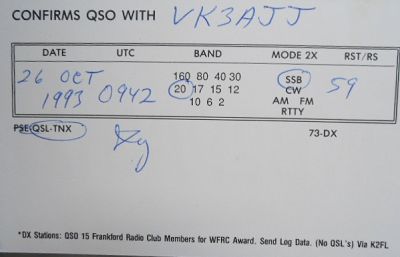 CONFIRMS QSO WITH VK3AJJ
DATE UTC BAND MODE 2X RST/RS
26 OCT 1993 0942 59
160 80 40 30 SSB
20 17 15 12 CW
10 6 2 AM FM
RTTY
PSE QSL-TNX 73-DX
*DX Stations: QSO 15 Frankford Radio Club Members for WFRC Award. Send Log Data. (No QSL's) Via K2FL